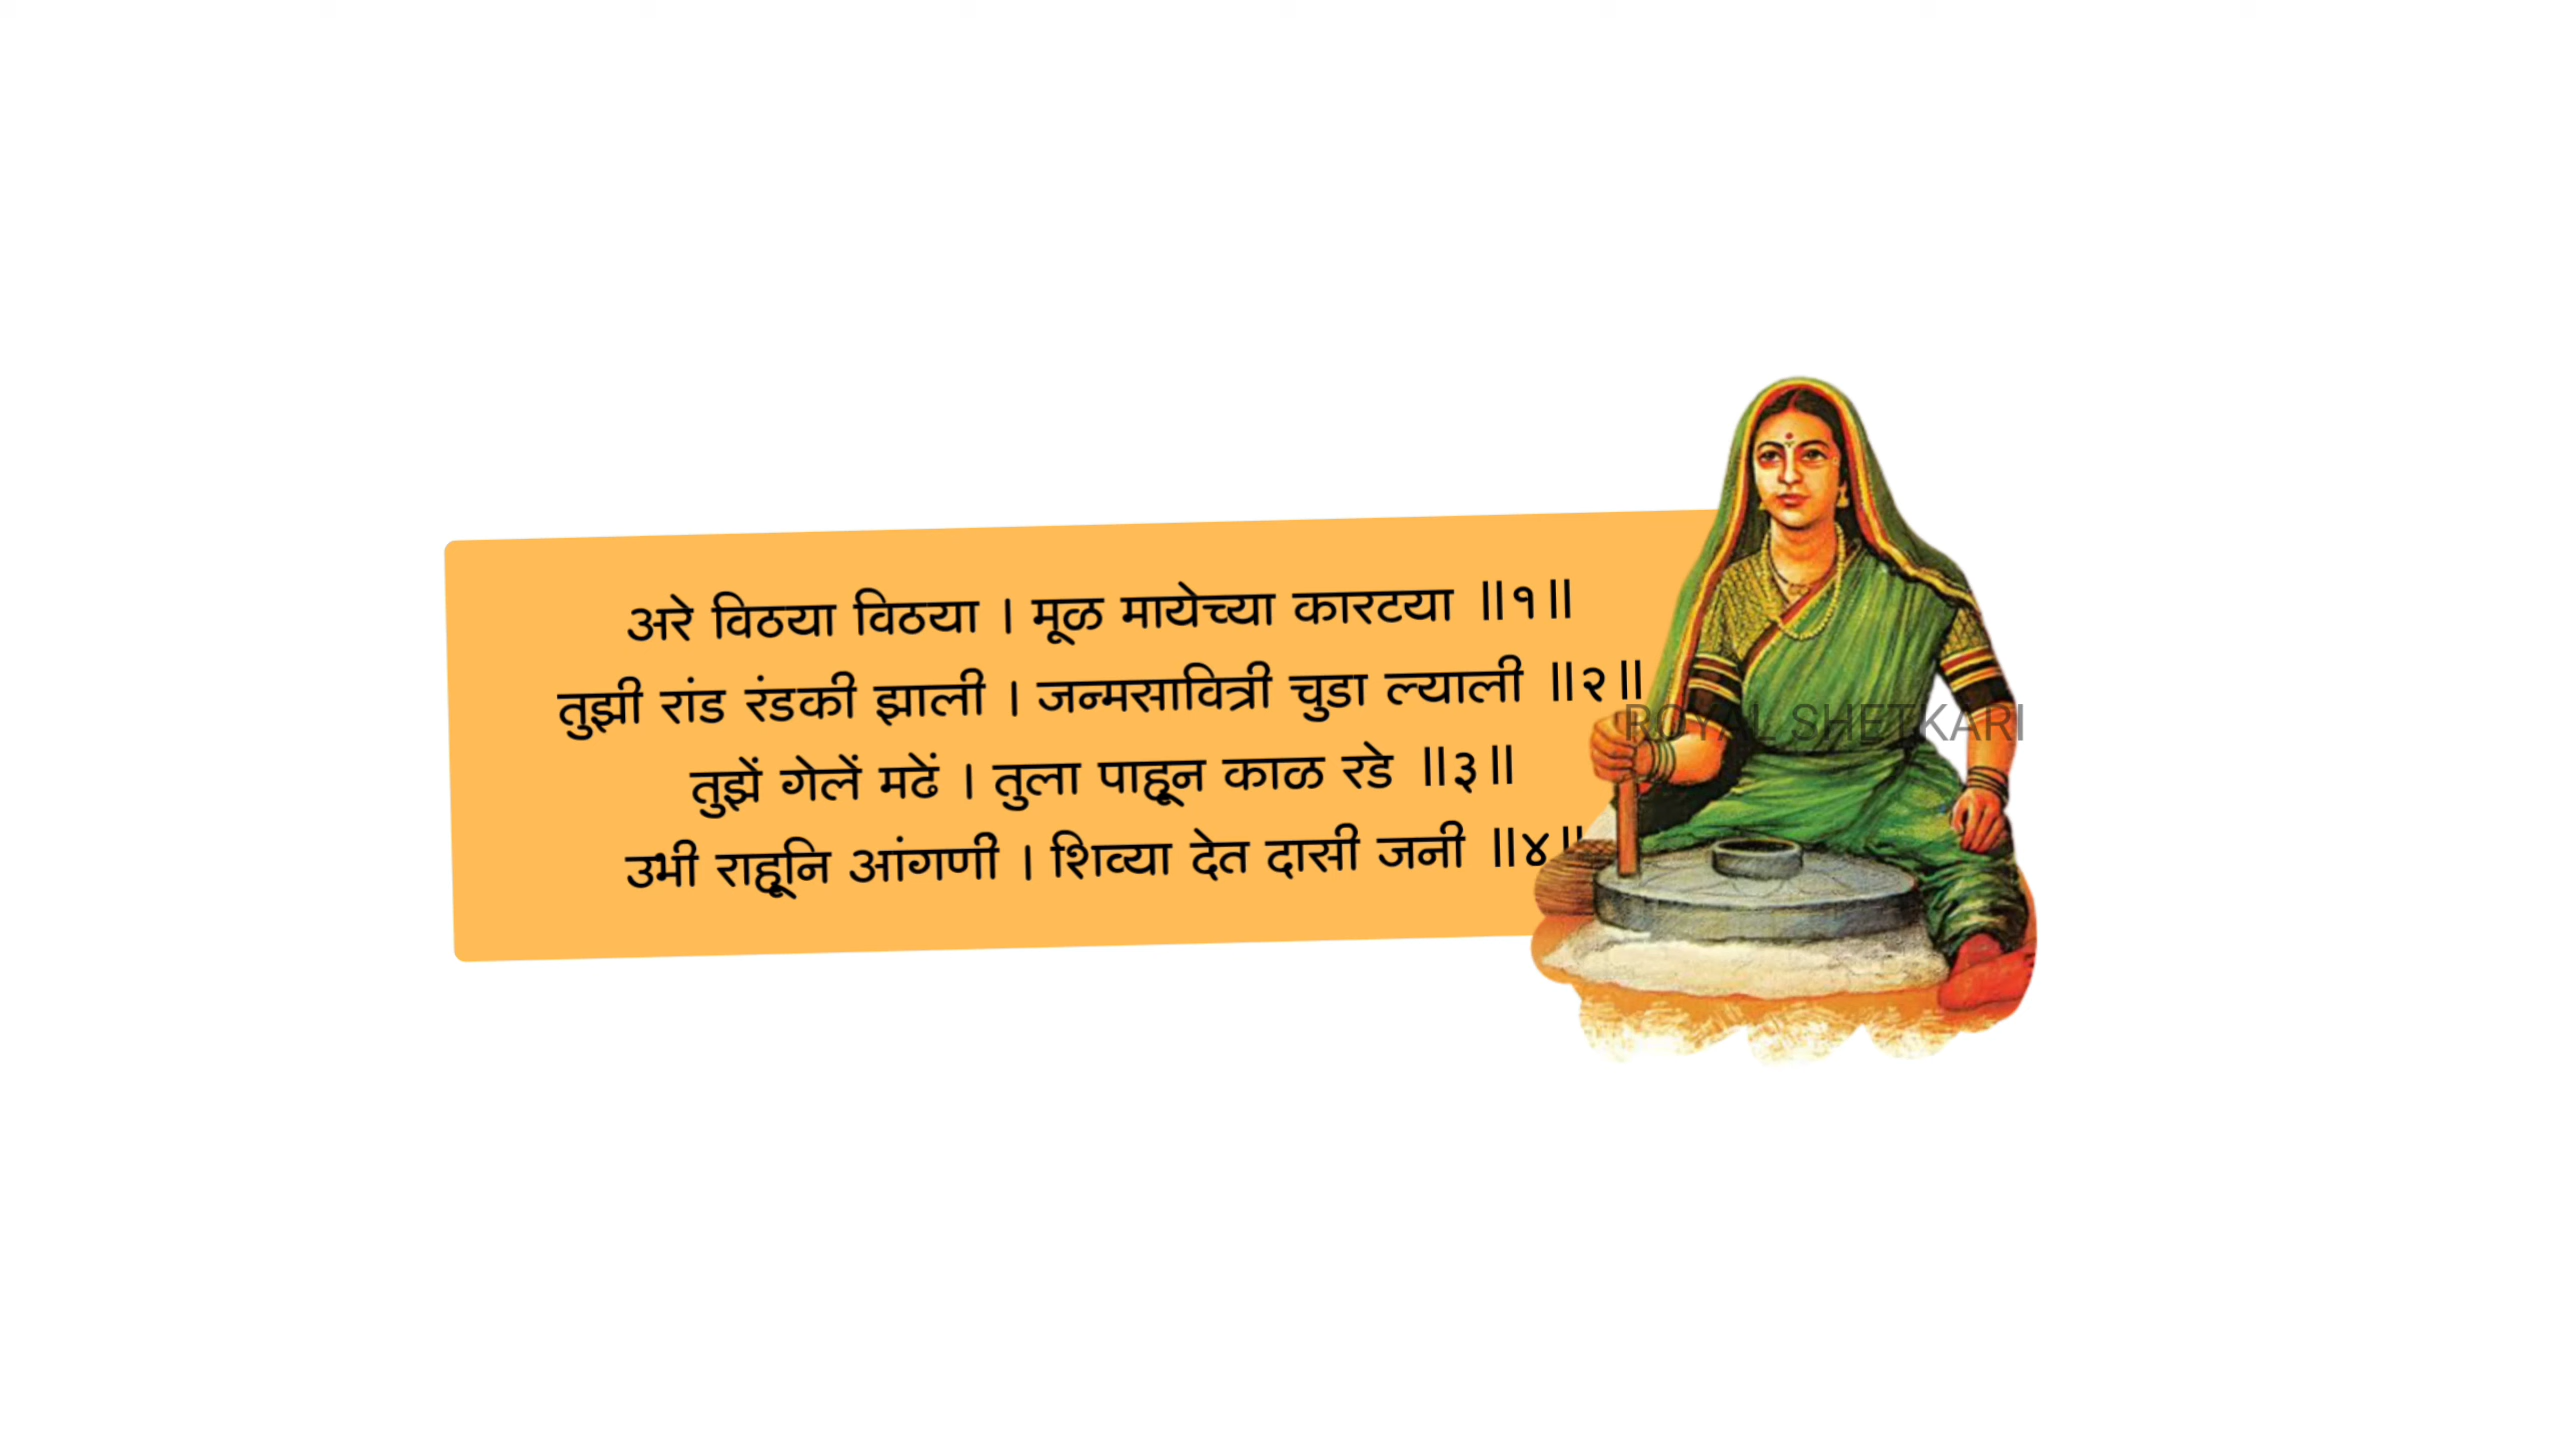 अरे विठया विठया । मूळ मायेच्या कारटया ॥१॥
तुझी रांड रंडकी झाली । जन्मसावित्री चुडा ल्याली ॥२॥
तुझें गेलें मढें । तुला पाहून काळ रडे ॥३॥
उभी राहूनि आंगणी । शिव्या देत दासी जनी ॥४॥
ROYAL SHETKARI